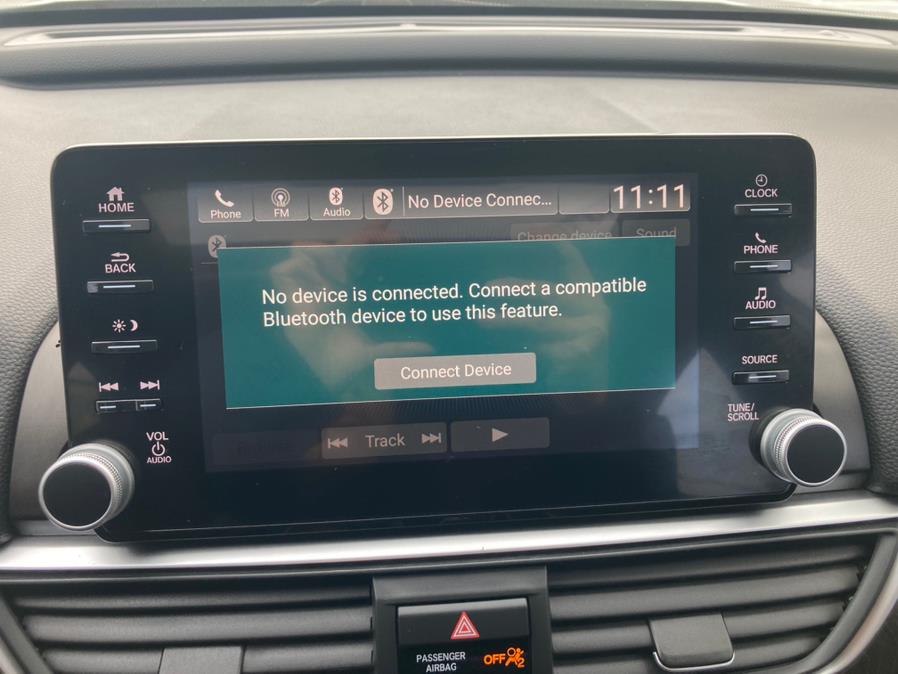 HOME
BACK
VOL
AUDIO
Phone
FM
Audio
No Device Connec...
11:11
Change device
Sound
No device is connected. Connect a compatible
Bluetooth device to use this feature.
Connect Device
Track
CLOCK
PHONE
AUDIO
SOURCE
TUNE/
SCROLL
PASSENGER
AIRBAG
OFF
2